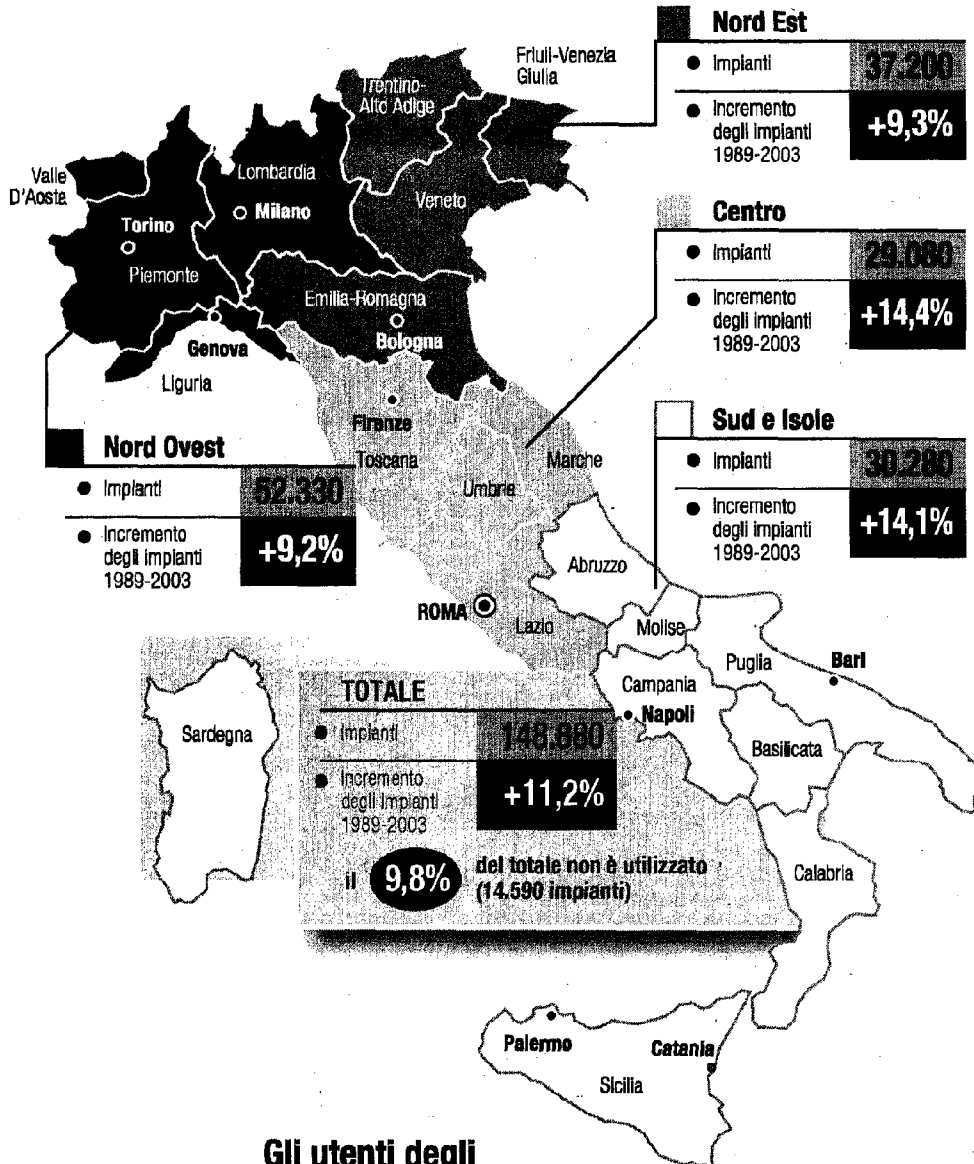 Nord Est
Impianti 37.200
Incremento
degli impianti
1989-2003
+9,3%
Friuli-Venezia
Giulia
Trentino-
Alto Adige
Valle
D'Aosta
Lombardia
Milano
Veneto
Torino
Piemonte
Emilia-Romagna
Bologna
Genova
Liguria
Centro
Impianti 29.080
Incremento
degli impianti
1989-2003
+14,4%
Firenze
Toscana
Umbria
Marche
Nord Ovest
Impianti 52.330
Incremento
degli impianti
1989-2003
+9,2%
Sud e Isole
Impianti 30.280
Incremento
degli impianti
1989-2003
+14,1%
Abruzzo
ROMA
Lazio
Molise
Puglia
Bari
Campania
Napoli
Basilicata
Sardegna
Calabria
TOTALE
Impianti 148.880
Incremento
degli impianti
1989-2003
+11,2%
il 9,8% del totale non è utilizzato
(14.590 impianti)
Palermo
Catania
Sicilia
Gli utenti degli